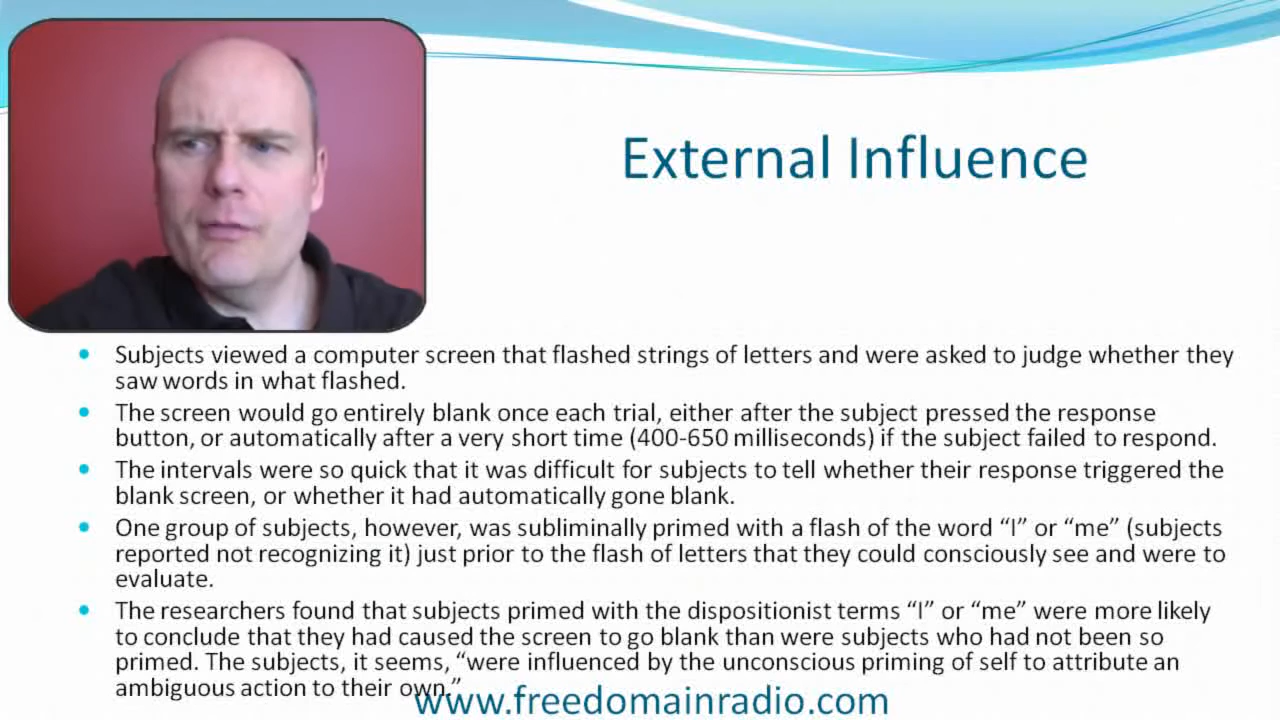 External Influence
Subjects viewed a computer screen that flashed strings of letters and were asked to judge whether they
saw words in what flashed.
The screen would go entirely blank once each trial, either after the subject pressed the response
button, or automatically after a very short time (400-650 milliseconds) if the subject failed to respond.
The intervals were so quick that it was difficult for subjects to tell whether their response triggered the
blank screen, or whether it had automatically gone blank.
One group of subjects, however, was subliminally primed with a flash of the word “I” or “me” (subjects
reported not recognizing it) just prior to the flash of letters that they could consciously see and were to
evaluate.
The researchers found that subjects primed with the dispositionist terms “I” or “me” were more likely
to conclude that they had caused the screen to go blank than were subjects who had not been so
primed. The subjects, it seems, “were influenced by the unconscious priming of self to attribute an
ambiguous action to their own.”
www.freedomainradio.com